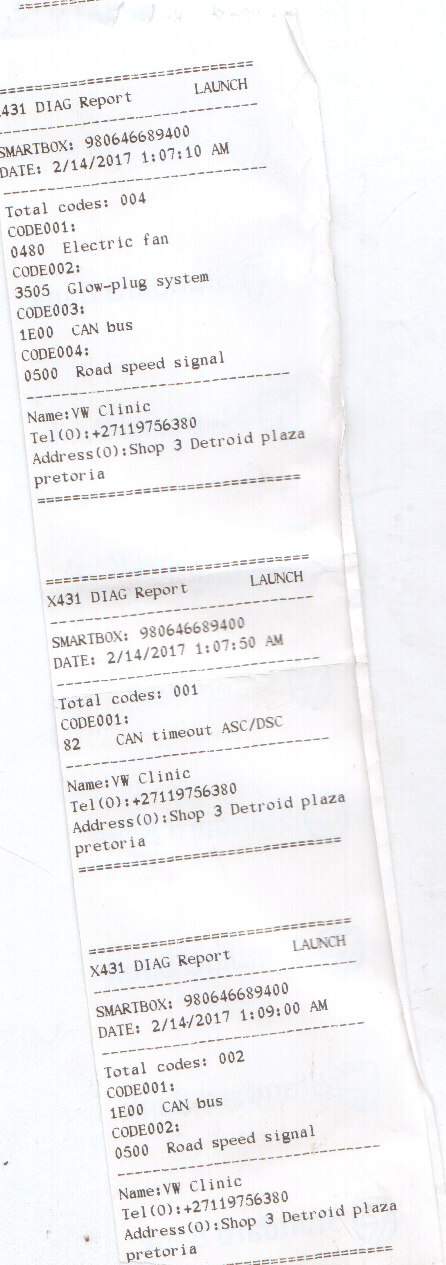 ==============================
X431 DIAG Report LAUNCH
------------------------------
SMARTBOX: 980646689400
DATE: 2/14/2017 1:07:10 AM
------------------------------
Total codes: 004
CODE001:
0480 Electric fan
CODE002:
3505 Glow-plug system
CODE003:
1E00 CAN bus
CODE004:
0500 Road speed signal
------------------------------
Name:VW Clinic
Tel(0):+27119756380
Address(0):Shop 3 Detroid plaza
pretoria
==============================
==============================
X431 DIAG Report LAUNCH
------------------------------
SMARTBOX: 980646689400
DATE: 2/14/2017 1:07:50 AM
------------------------------
Total codes: 001
CODE001:
82 CAN timeout ASC/DSC
------------------------------
Name:VW Clinic
Tel(0):+27119756380
Address(0):Shop 3 Detroid plaza
pretoria
==============================
==============================
X431 DIAG Report LAUNCH
------------------------------
SMARTBOX: 980646689400
DATE: 2/14/2017 1:09:00 AM
------------------------------
Total codes: 002
CODE001:
1E00 CAN bus
CODE002:
0500 Road speed signal
------------------------------
Name:VW Clinic
Tel(0):+27119756380
Address(0):Shop 3 Detroid plaza
pretoria
==============================